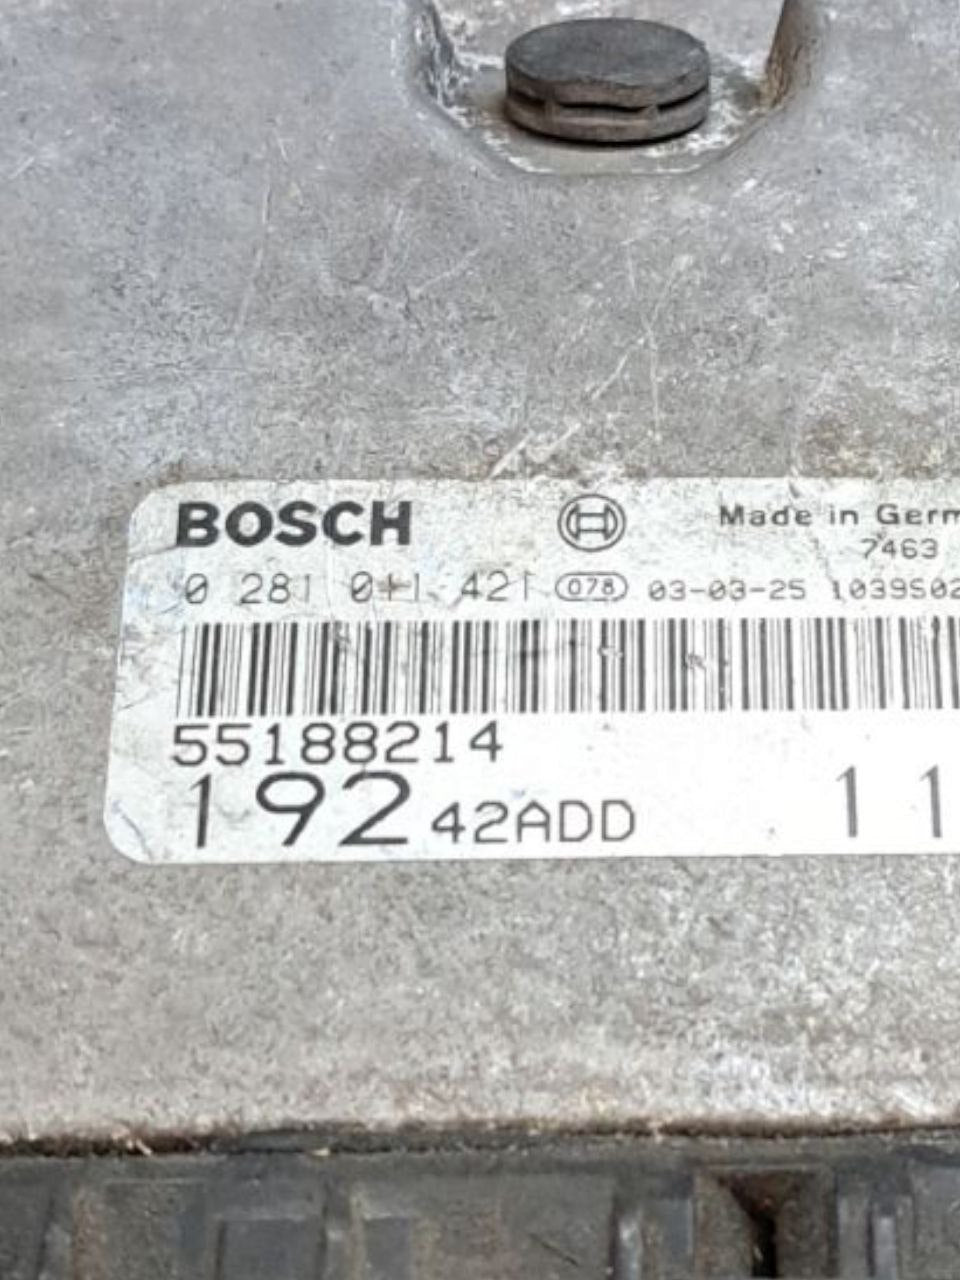 BOSCH Made in Germ
7463
0 281 011 421 078 03-03-25 1039S02
55188214
192 42ADD 11